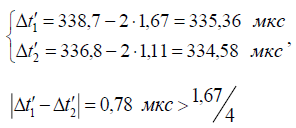 Δt′₁ = 338,7 − 2 · 1,67 = 335,36 мкс
Δt′₂ = 336,8 − 2 · 1,11 = 334,58 мкс,
|Δt′₁ − Δt′₂| = 0,78 мкс > 1,67/4